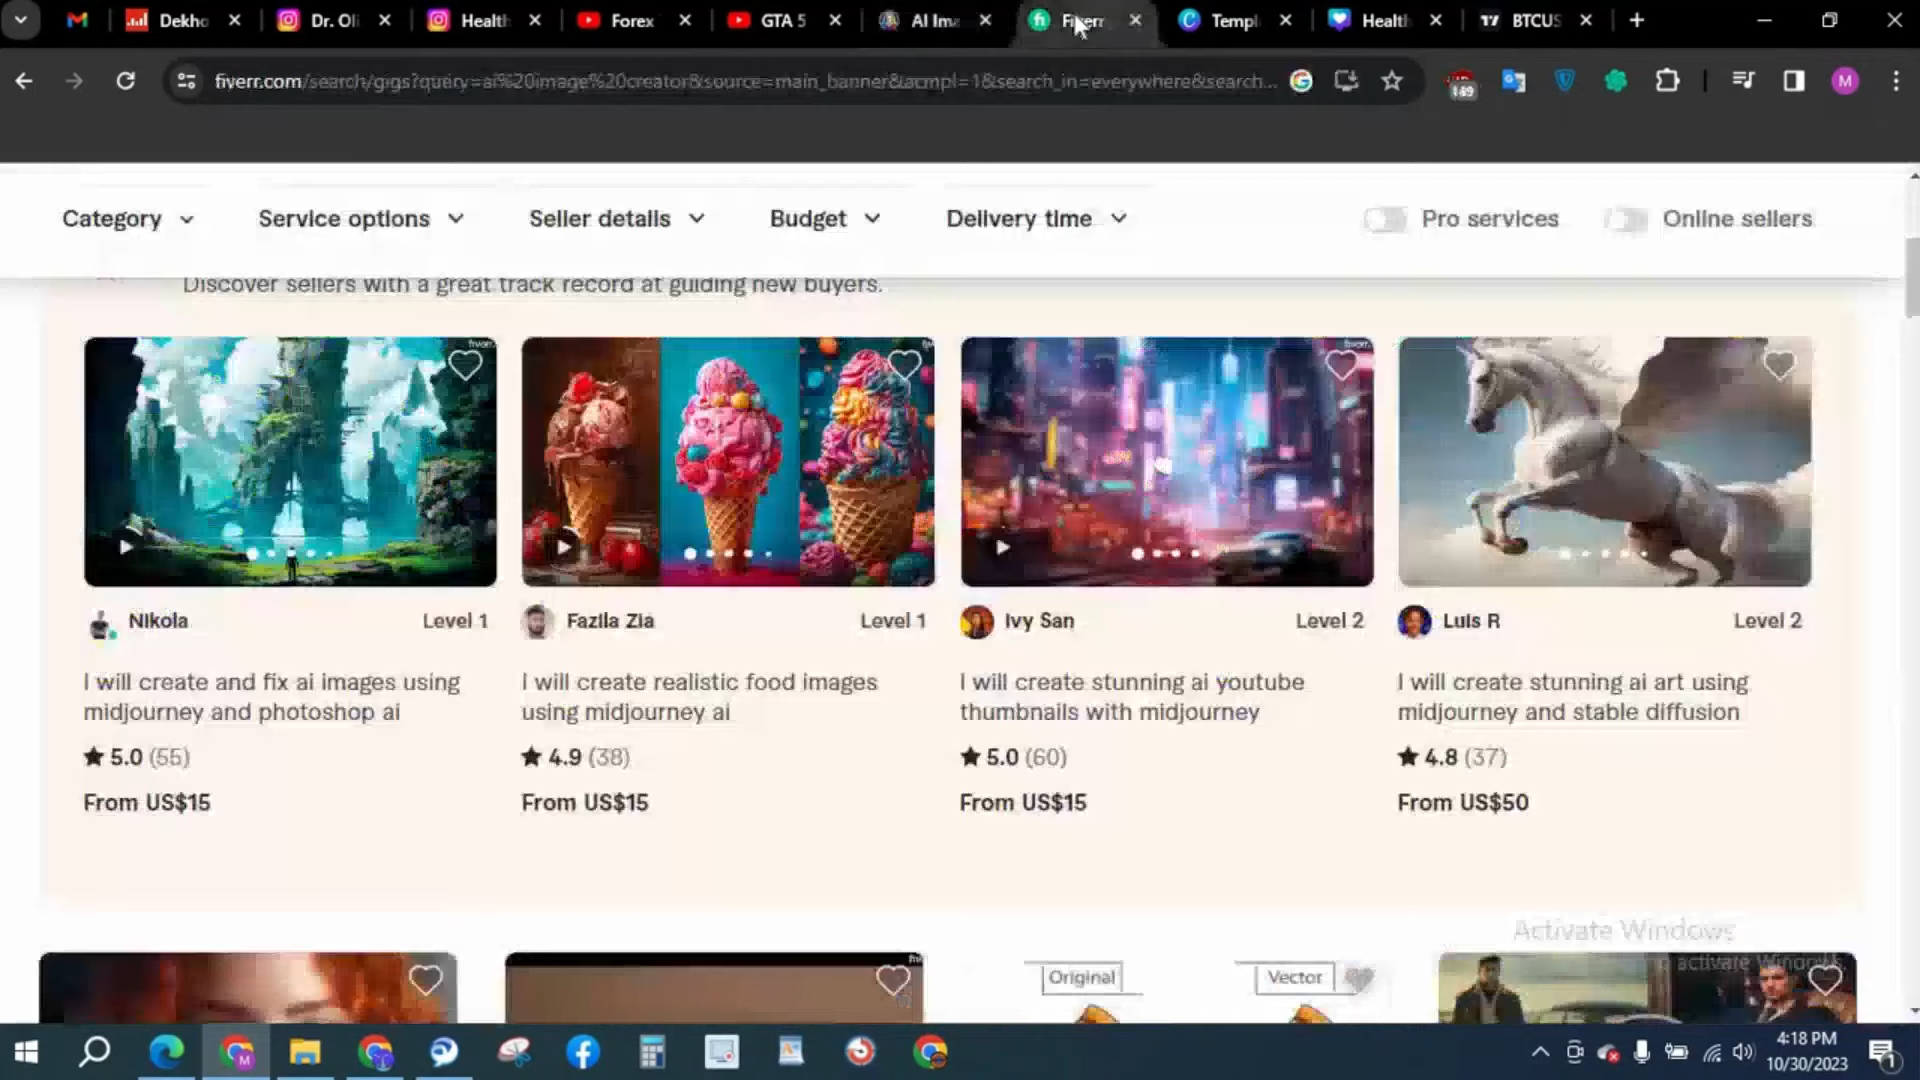 Dekho
Dr. Oli
Health
Forex
GTA 5
AI Ima
Fiverr
Templ
Health
BTCUS
fiverr.com/search/gigs?query=ai%20image%20creator&source=main_banner&acmpl=1&search_in=everywhere&search...
149
M
Category
Service options
Seller details
Budget
Delivery time
Pro services
Online sellers
Discover sellers with a great track record at guiding new buyers.
Nikola
Level 1
Fazila Zia
Level 1
Ivy San
Level 2
Luis R
Level 2
I will create and fix ai images using
midjourney and photoshop ai
I will create realistic food images
using midjourney ai
I will create stunning ai youtube
thumbnails with midjourney
I will create stunning ai art using
midjourney and stable diffusion
5.0 (55)
4.9 (38)
5.0 (60)
4.8 (37)
From US$15
From US$15
From US$15
From US$50
Activate Windows
activate Windows.
Original
Vector
4:18 PM
10/30/2023
1